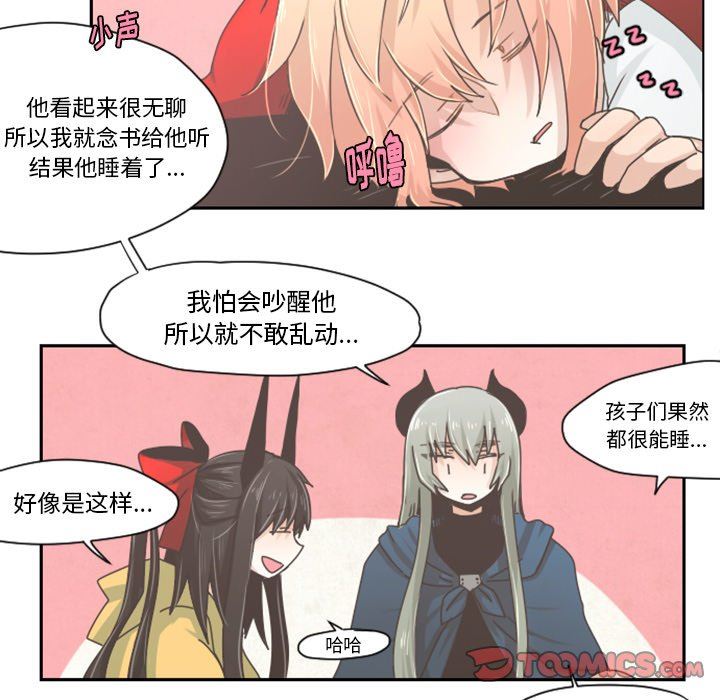 小声
他看起来很无聊
所以我就念书给他听
结果他睡着了...
呼噜
zzz
zzz
我怕会吵醒他
所以就不敢乱动...
孩子们果然
都很能睡...
好像是这样...
哈哈
TOOMICS.COM